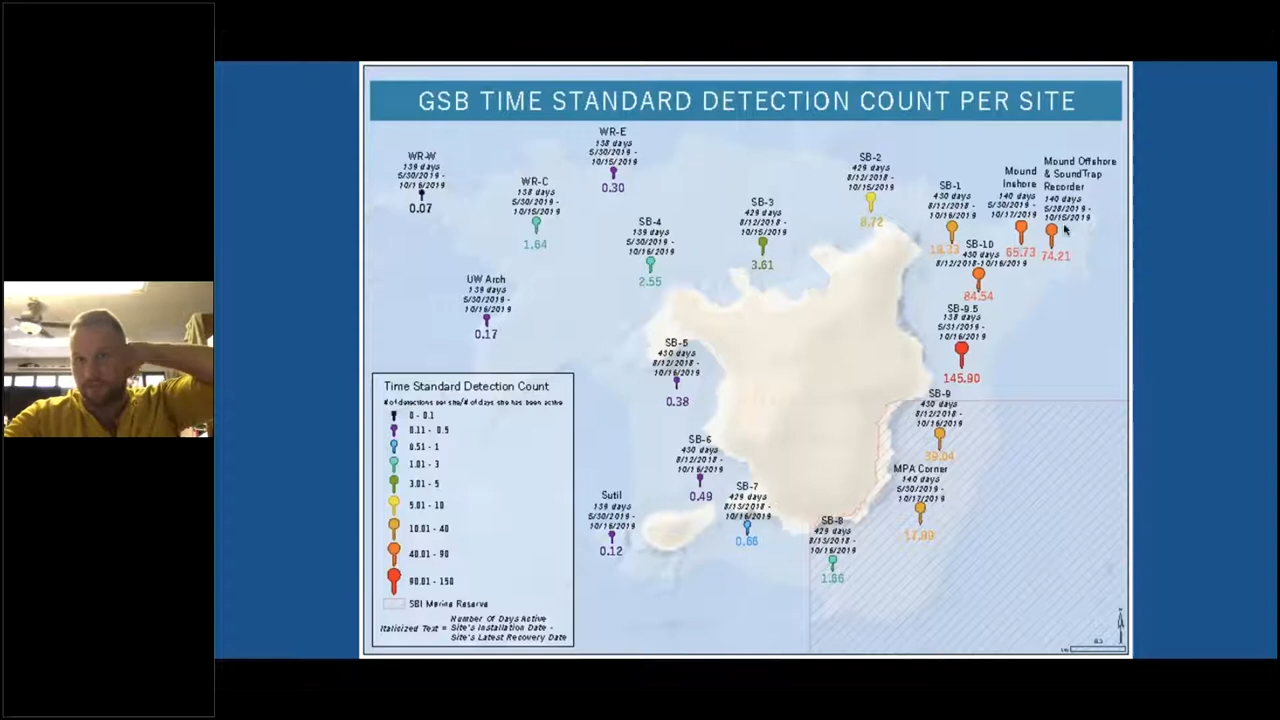 GSB TIME STANDARD DETECTION COUNT PER SITE
WR-W
139 days
5/30/2019 -
10/16/2019
0.07
WR-C
138 days
5/30/2019 -
10/15/2019
1.64
WR-E
138 days
5/30/2019 -
10/15/2019
0.30
SB-4
139 days
5/30/2019 -
10/16/2019
2.55
SB-3
429 days
8/12/2018 -
10/15/2019
3.61
SB-2
429 days
8/12/2018 -
10/15/2019
8.72
SB-1
430 days
8/12/2018 -
10/16/2019
Mound
Inshore
140 days
5/30/2019 -
10/17/2019
65.73
Mound Offshore
& SoundTrap
Recorder
140 days
5/28/2019 -
10/15/2019
74.21
SB-10
430 days
8/12/2018-10/16/2019
84.54
UW Arch
139 days
5/30/2019 -
10/16/2019
0.17
SB-9.5
138 days
5/31/2019 -
10/16/2019
145.90
SB-5
430 days
8/12/2018 -
10/16/2019
0.38
SB-9
430 days
8/12/2018 -
10/16/2019
39.04
SB-6
430 days
8/12/2018 -
10/16/2019
0.49
MPA Corner
140 days
5/30/2019 -
10/17/2019
17.99
SB-7
429 days
8/13/2018 -
10/16/2019
0.66
Sutil
139 days
5/30/2019 -
10/16/2019
0.12
SB-8
429 days
8/13/2018 -
10/16/2019
1.66
Time Standard Detection Count
# of detections per site/# of days site has been active
0 - 0.1
0.11 - 0.5
0.51 - 1
1.01 - 3
3.01 - 5
5.01 - 10
10.01 - 40
40.01 - 90
90.01 - 150
SBI Marine Reserve
Number Of Days Active
Italicized Text = Site's Installation Date -
Site's Latest Recovery Date